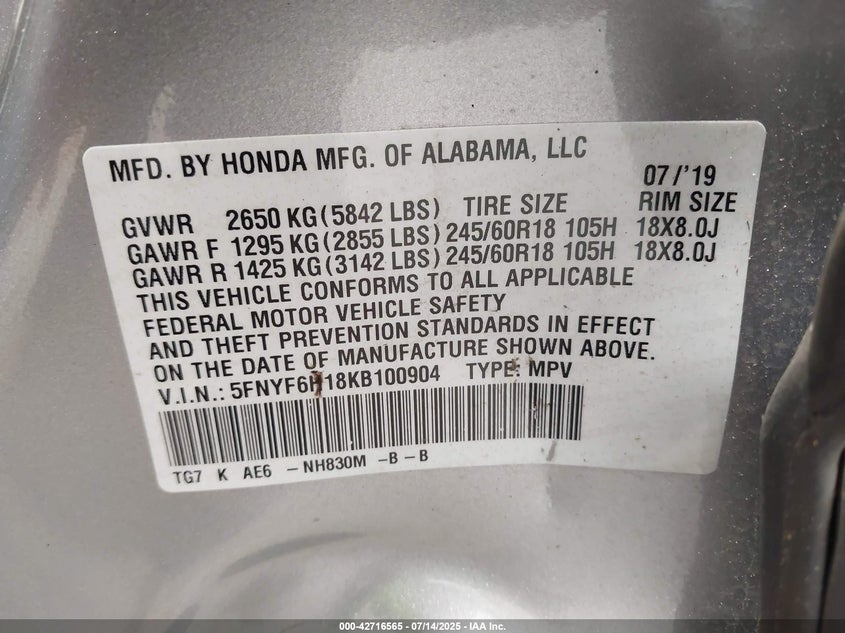 MFD. BY HONDA MFG. OF ALABAMA, LLC
07/'19
GVWR 2650 KG(5842 LBS) TIRE SIZE RIM SIZE
GAWR F 1295 KG(2855 LBS) 245/60R18 105H 18X8.0J
GAWR R 1425 KG(3142 LBS) 245/60R18 105H 18X8.0J
THIS VEHICLE CONFORMS TO ALL APPLICABLE
FEDERAL MOTOR VEHICLE SAFETY
AND THEFT PREVENTION STANDARDS IN EFFECT
ON THE DATE OF MANUFACTURE SHOWN ABOVE.
V.I.N.: 5FNYF6H18KB100904 TYPE: MPV
TG7 K AE6 - NH830M - B - B
000-42716565 - 07/14/2025 - IAA Inc.